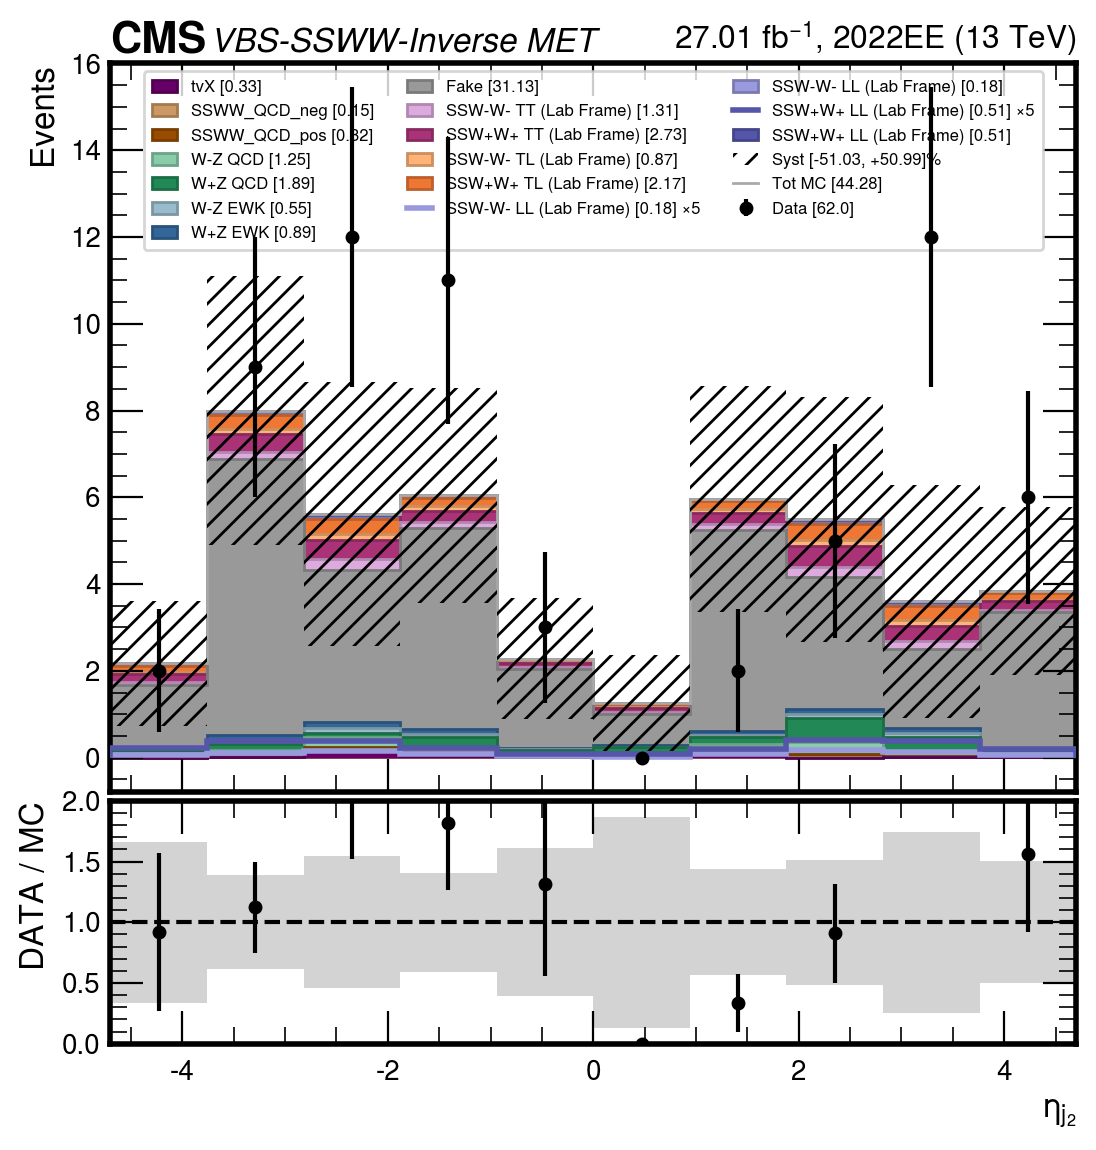 CMS VBS-SSWW-Inverse MET 27.01 fb⁻¹, 2022EE (13 TeV)
Events
16
14
12
10
8
6
4
2
0
tvX [0.33]
SSWW_QCD_neg [0.15]
SSWW_QCD_pos [0.32]
W-Z QCD [1.25]
W+Z QCD [1.89]
W-Z EWK [0.55]
W+Z EWK [0.89]
Fake [31.13]
SSW-W- TT (Lab Frame) [1.31]
SSW+W+ TT (Lab Frame) [2.73]
SSW-W- TL (Lab Frame) [0.87]
SSW+W+ TL (Lab Frame) [2.17]
SSW-W- LL (Lab Frame) [0.18] ×5
SSW-W- LL (Lab Frame) [0.18]
SSW+W+ LL (Lab Frame) [0.51] ×5
SSW+W+ LL (Lab Frame) [0.51]
Syst [-51.03, +50.99]%
Tot MC [44.28]
Data [62.0]
DATA / MC
2.0
1.5
1.0
0.5
0.0
-4 -2 0 2 4
η_{j_2}